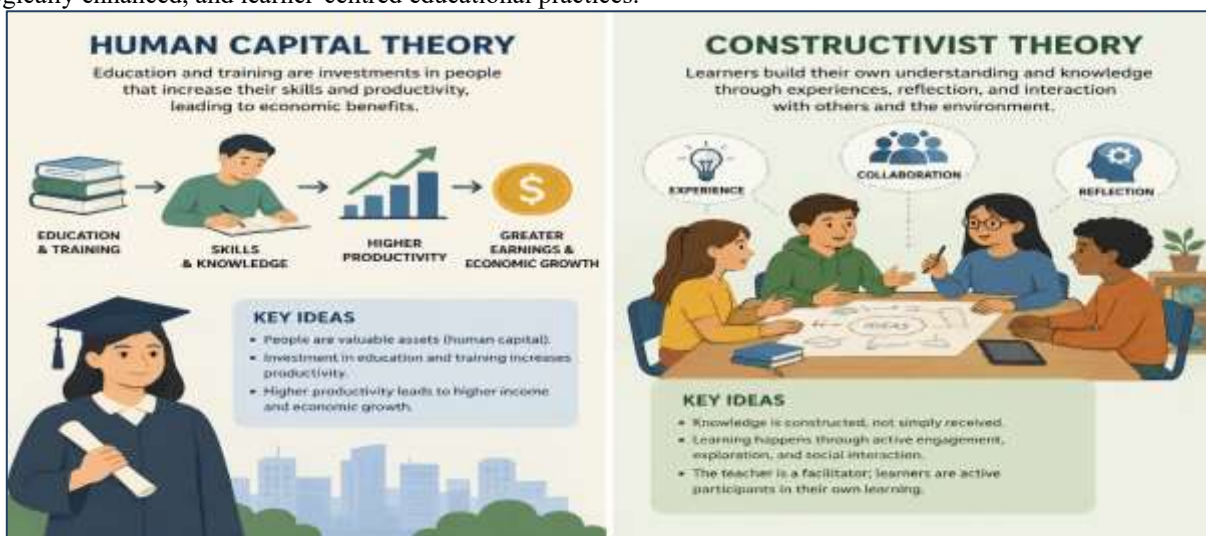 gically enhanced, and learner-centred educational practices.
HUMAN CAPITAL THEORY
Education and training are investments in people
that increase their skills and productivity,
leading to economic benefits.
EDUCATION
& TRAINING
SKILLS
& KNOWLEDGE
HIGHER
PRODUCTIVITY
GREATER
EARNINGS &
ECONOMIC GROWTH
$
KEY IDEAS
• People are valuable assets (human capital).
• Investment in education and training increases
productivity.
• Higher productivity leads to higher income
and economic growth.
CONSTRUCTIVIST THEORY
Learners build their own understanding and knowledge
through experiences, reflection, and interaction
with others and the environment.
EXPERIENCE
COLLABORATION
REFLECTION
IDEAS
KEY IDEAS
• Knowledge is constructed, not simply received.
• Learning happens through active engagement,
exploration, and social interaction.
• The teacher is a facilitator; learners are active
participants in their own learning.